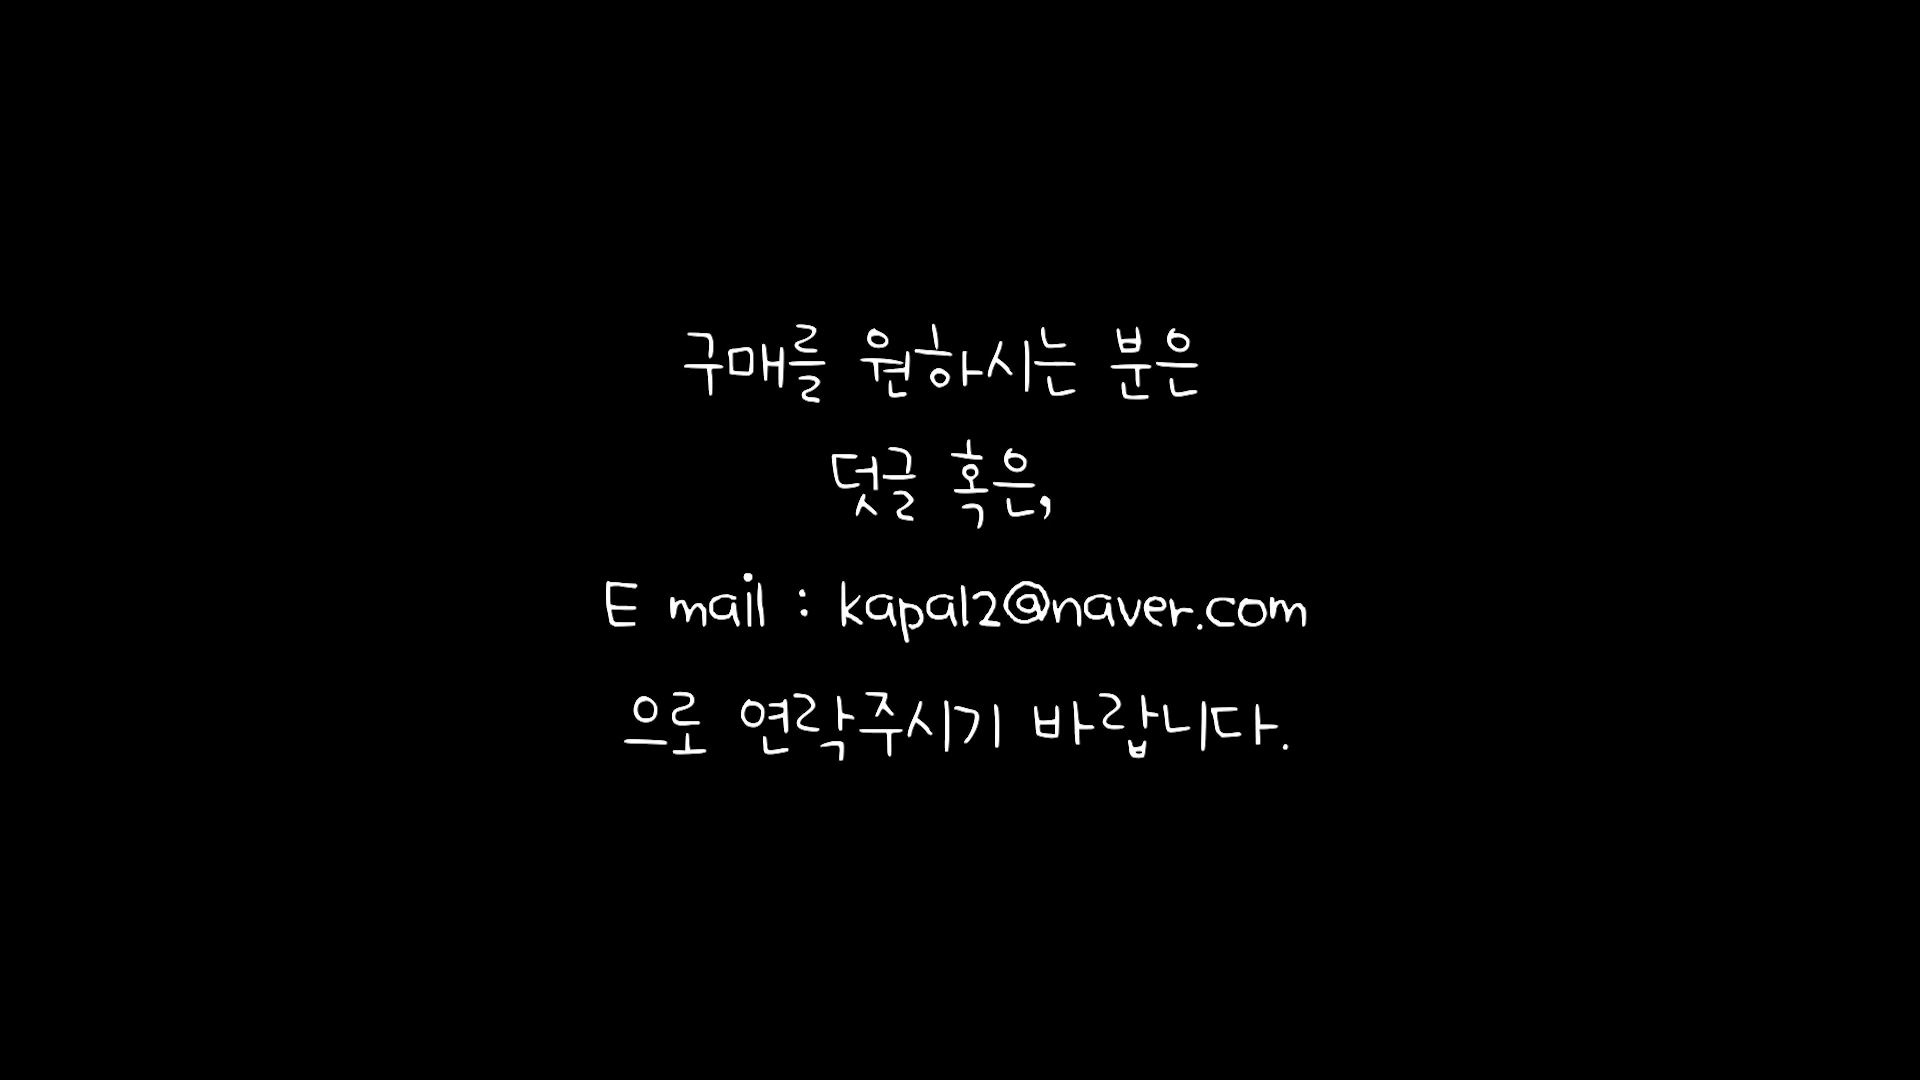 구매를 원하시는 분은
덧글 혹은,
E mail : kapal2@naver.com
으로 연락주시기 바랍니다.